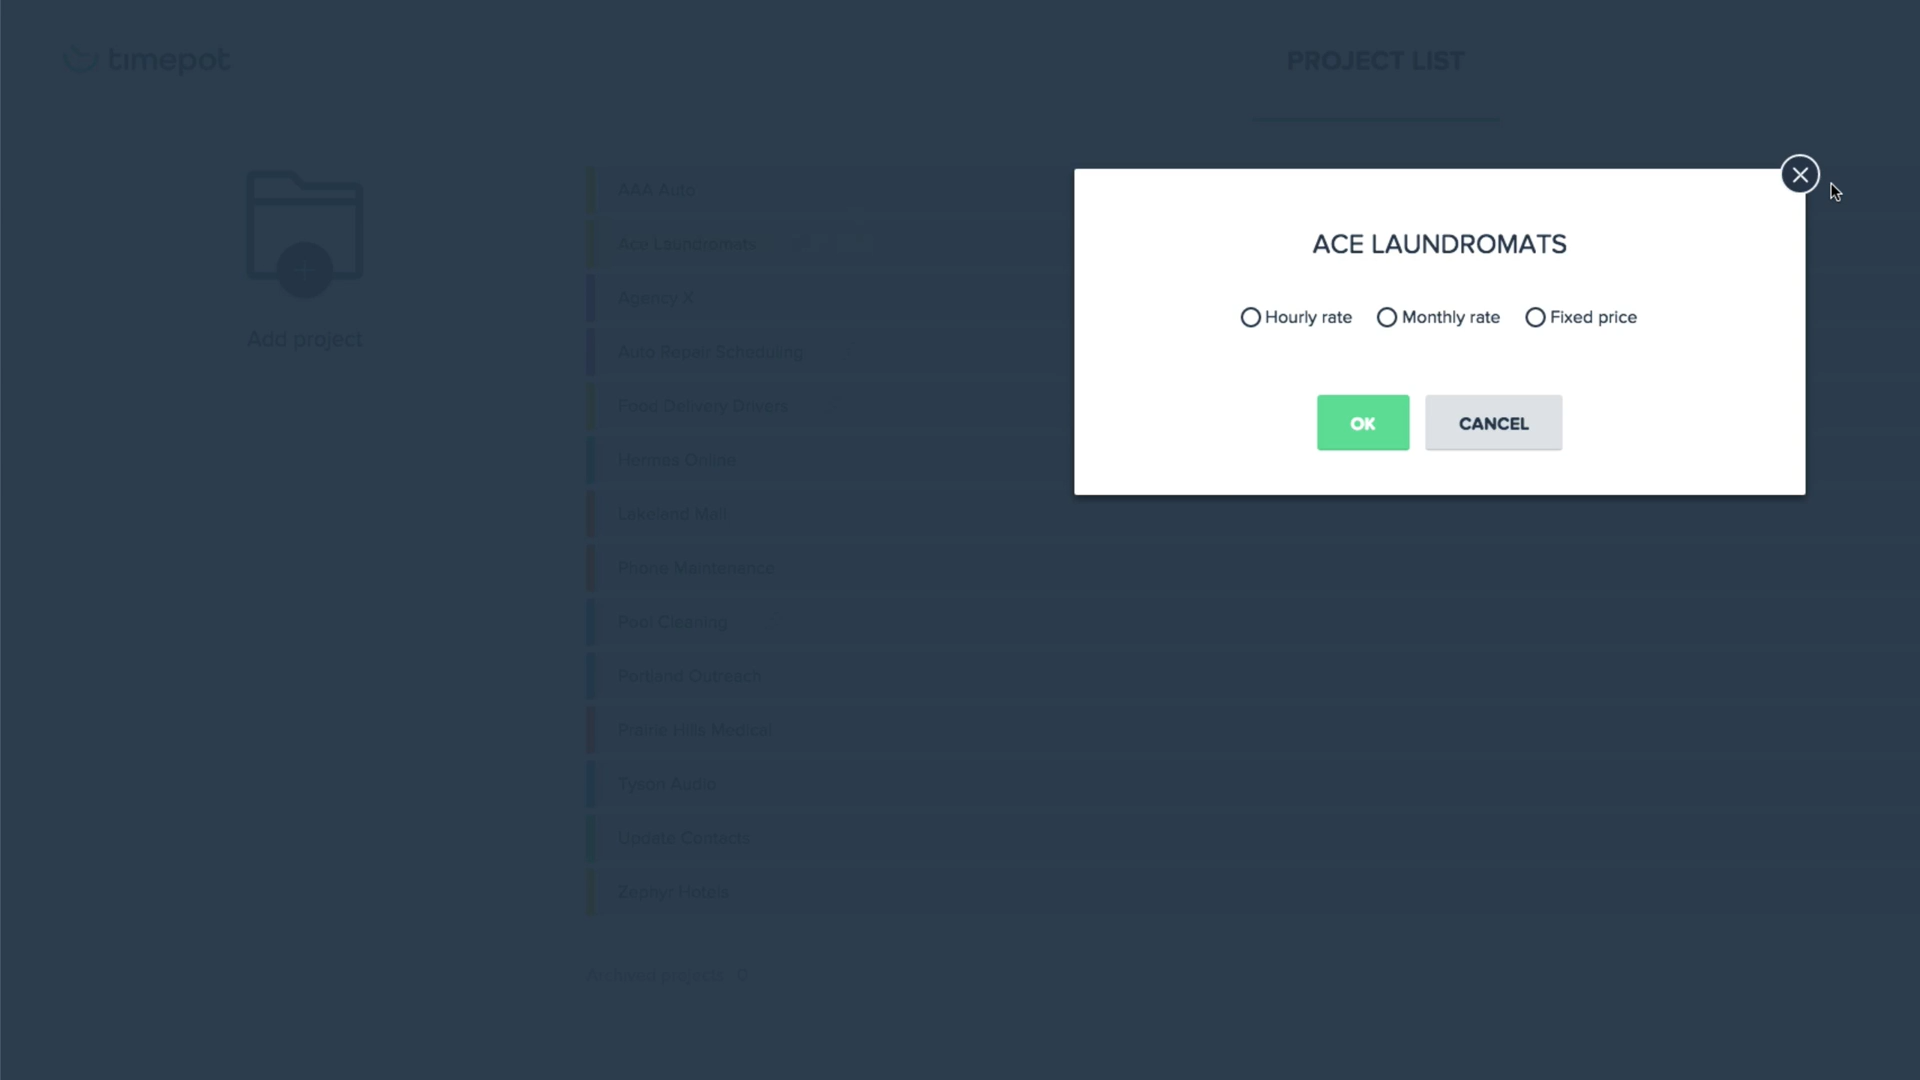 timepot
PROJECT LIST
Add project
AAA Auto
Ace Laundromats
Agency X
Auto Repair Scheduling
Food Delivery Drivers
Hermes Online
Lakeland Mall
Phone Maintenance
Pool Cleaning
Portland Outreach
Prairie Hills Medical
Tyson Audio
Update Contacts
Zephyr Hotels
Archived projects 0
ACE LAUNDROMATS
Hourly rate Monthly rate Fixed price
OK CANCEL